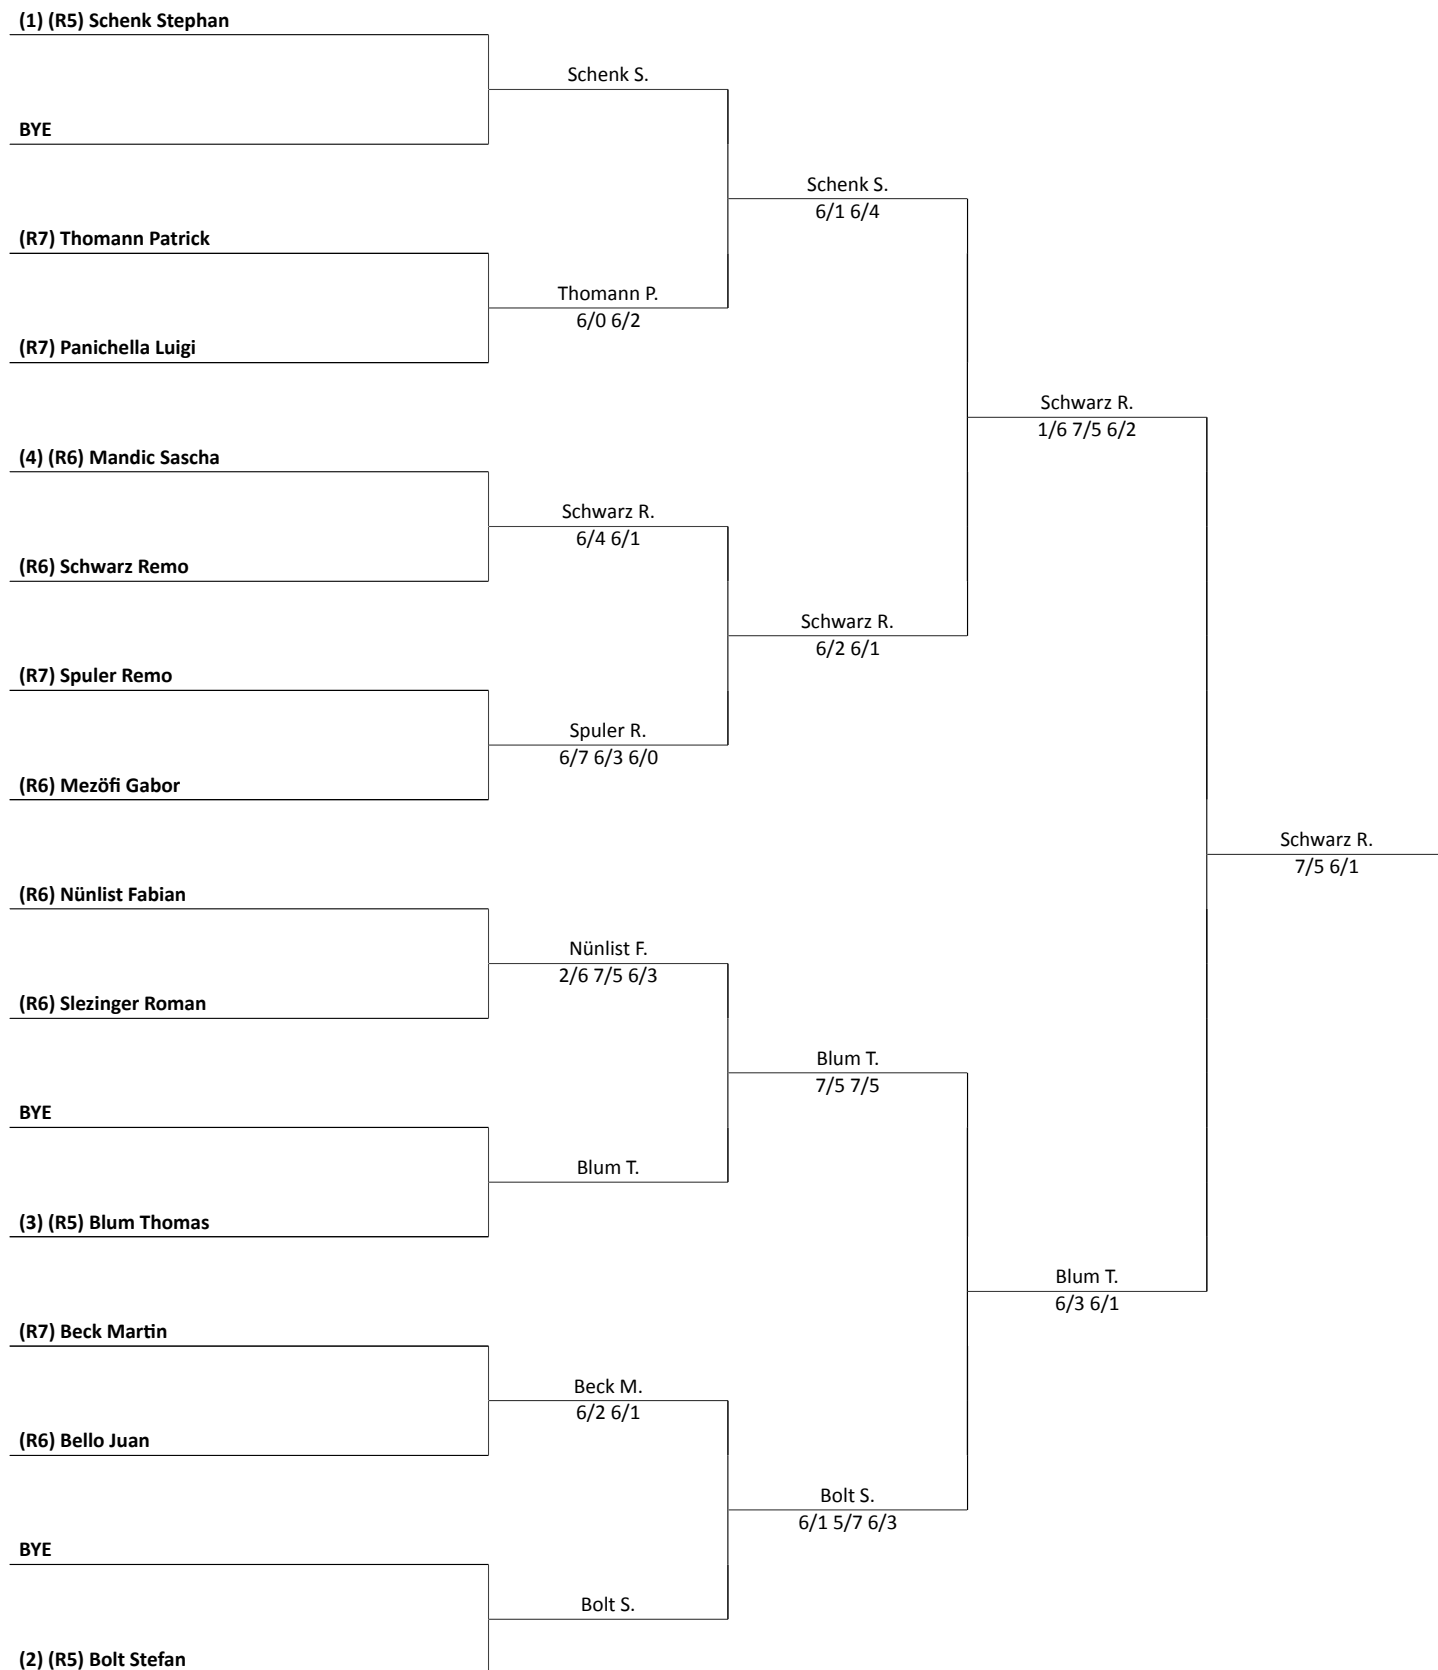 (1) (R5) Schenk Stephan
Schenk S.
BYE
Schenk S.
6/1 6/4
(R7) Thomann Patrick
Thomann P.
6/0 6/2
(R7) Panichella Luigi
Schwarz R.
1/6 7/5 6/2
(4) (R6) Mandic Sascha
Schwarz R.
6/4 6/1
(R6) Schwarz Remo
Schwarz R.
6/2 6/1
(R7) Spuler Remo
Spuler R.
6/7 6/3 6/0
(R6) Mezöfi Gabor
Schwarz R.
7/5 6/1
(R6) Nünlist Fabian
Nünlist F.
2/6 7/5 6/3
(R6) Slezinger Roman
Blum T.
7/5 7/5
BYE
Blum T.
(3) (R5) Blum Thomas
Blum T.
6/3 6/1
(R7) Beck Martin
Beck M.
6/2 6/1
(R6) Bello Juan
Bolt S.
6/1 5/7 6/3
BYE
Bolt S.
(2) (R5) Bolt Stefan